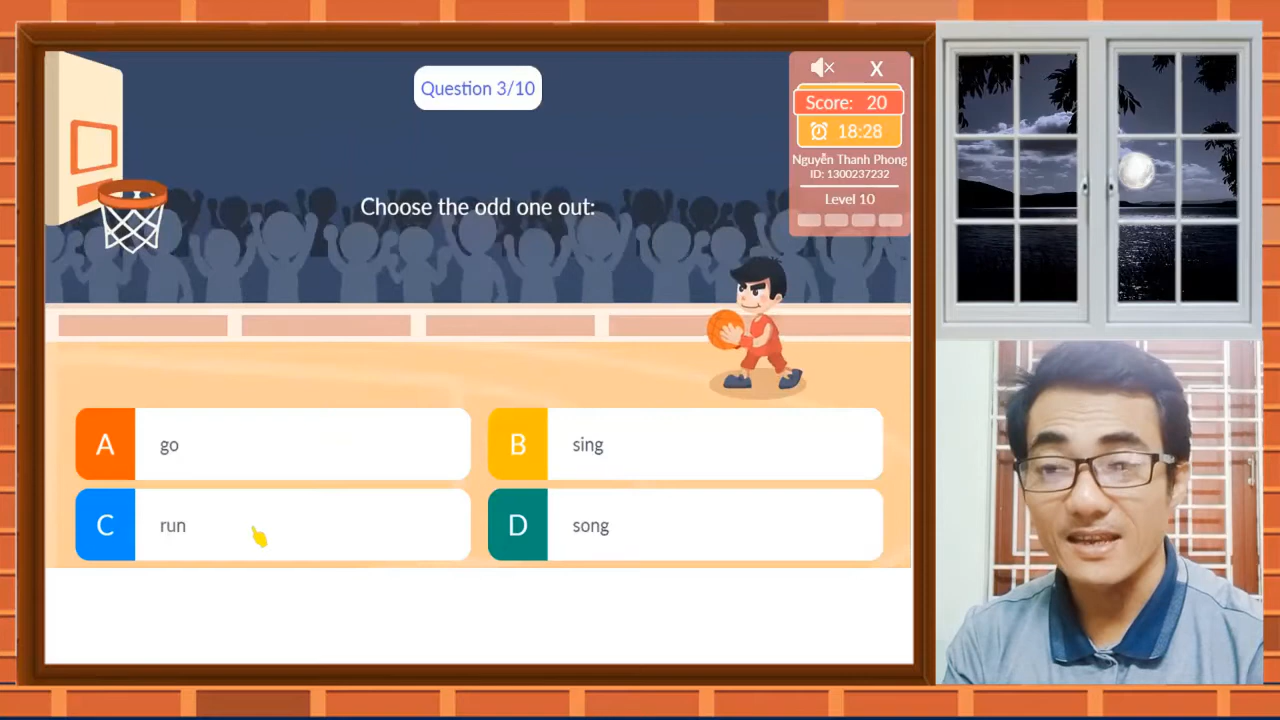 Question 3/10
X
Score: 20
18:28
Nguyễn Thanh Phong
ID: 1300237232
Level 10
Choose the odd one out:
A go
B sing
C run
D song